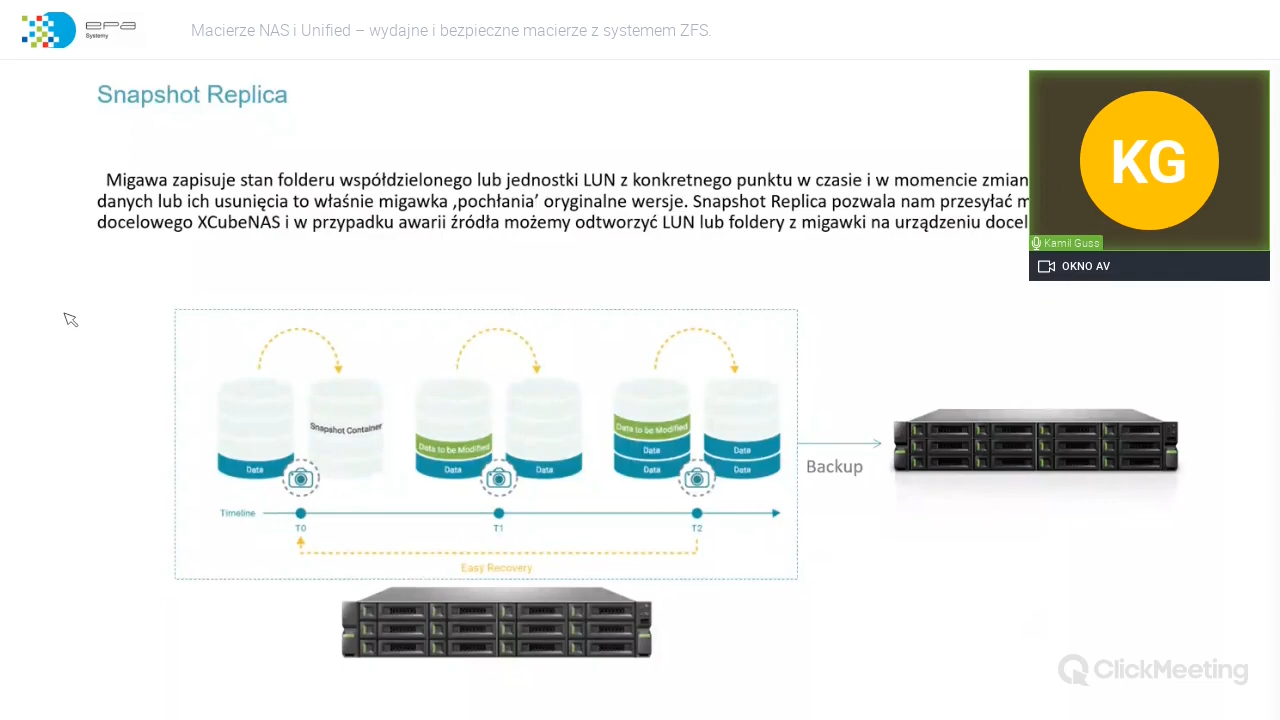 epa
Systemy
Macierze NAS i Unified – wydajne i bezpieczne macierze z systemem ZFS.
Snapshot Replica
KG
Kamil Guss
OKNO AV
Migawa zapisuje stan folderu współdzielonego lub jednostki LUN z konkretnego punktu w czasie i w momencie zmian
danych lub ich usunięcia to właśnie migawka ‚pochłania’ oryginalne wersje. Snapshot Replica pozwala nam przesyłać m
docelowego XCubeNAS i w przypadku awarii źródła możemy odtworzyć LUN lub foldery z migawki na urządzeniu docel
Snapshot Container
Data
Data to be Modified
Data
Data
Data to be Modified
Data
Data
Data
Data
Timeline
T0
T1
T2
Easy Recovery
Backup
ClickMeeting